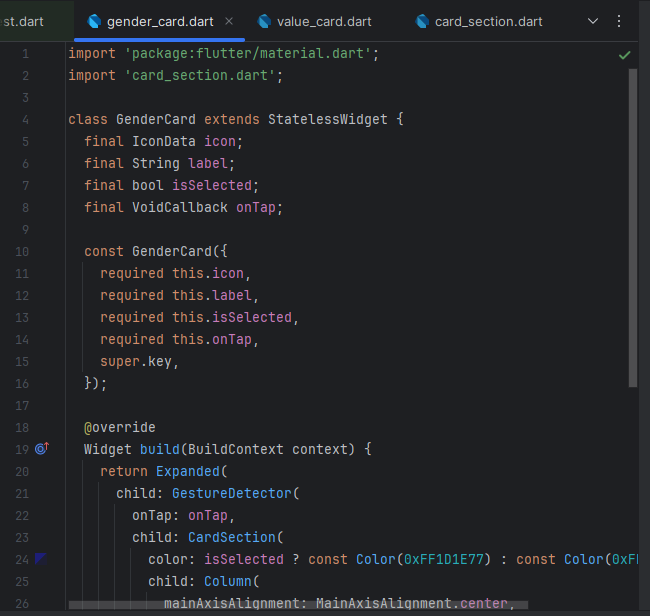 st.dart gender_card.dart value_card.dart card_section.dart
1 import 'package:flutter/material.dart';
2 import 'card_section.dart';
3
4 class GenderCard extends StatelessWidget {
5 final IconData icon;
6 final String label;
7 final bool isSelected;
8 final VoidCallback onTap;
9
10 const GenderCard({
11 required this.icon,
12 required this.label,
13 required this.isSelected,
14 required this.onTap,
15 super.key,
16 });
17
18 @override
19 Widget build(BuildContext context) {
20 return Expanded(
21 child: GestureDetector(
22 onTap: onTap,
23 child: CardSection(
24 color: isSelected ? const Color(0xFF1D1E77) : const Color(0xF
25 child: Column(
26 mainAxisAlignment: MainAxisAlignment.center,